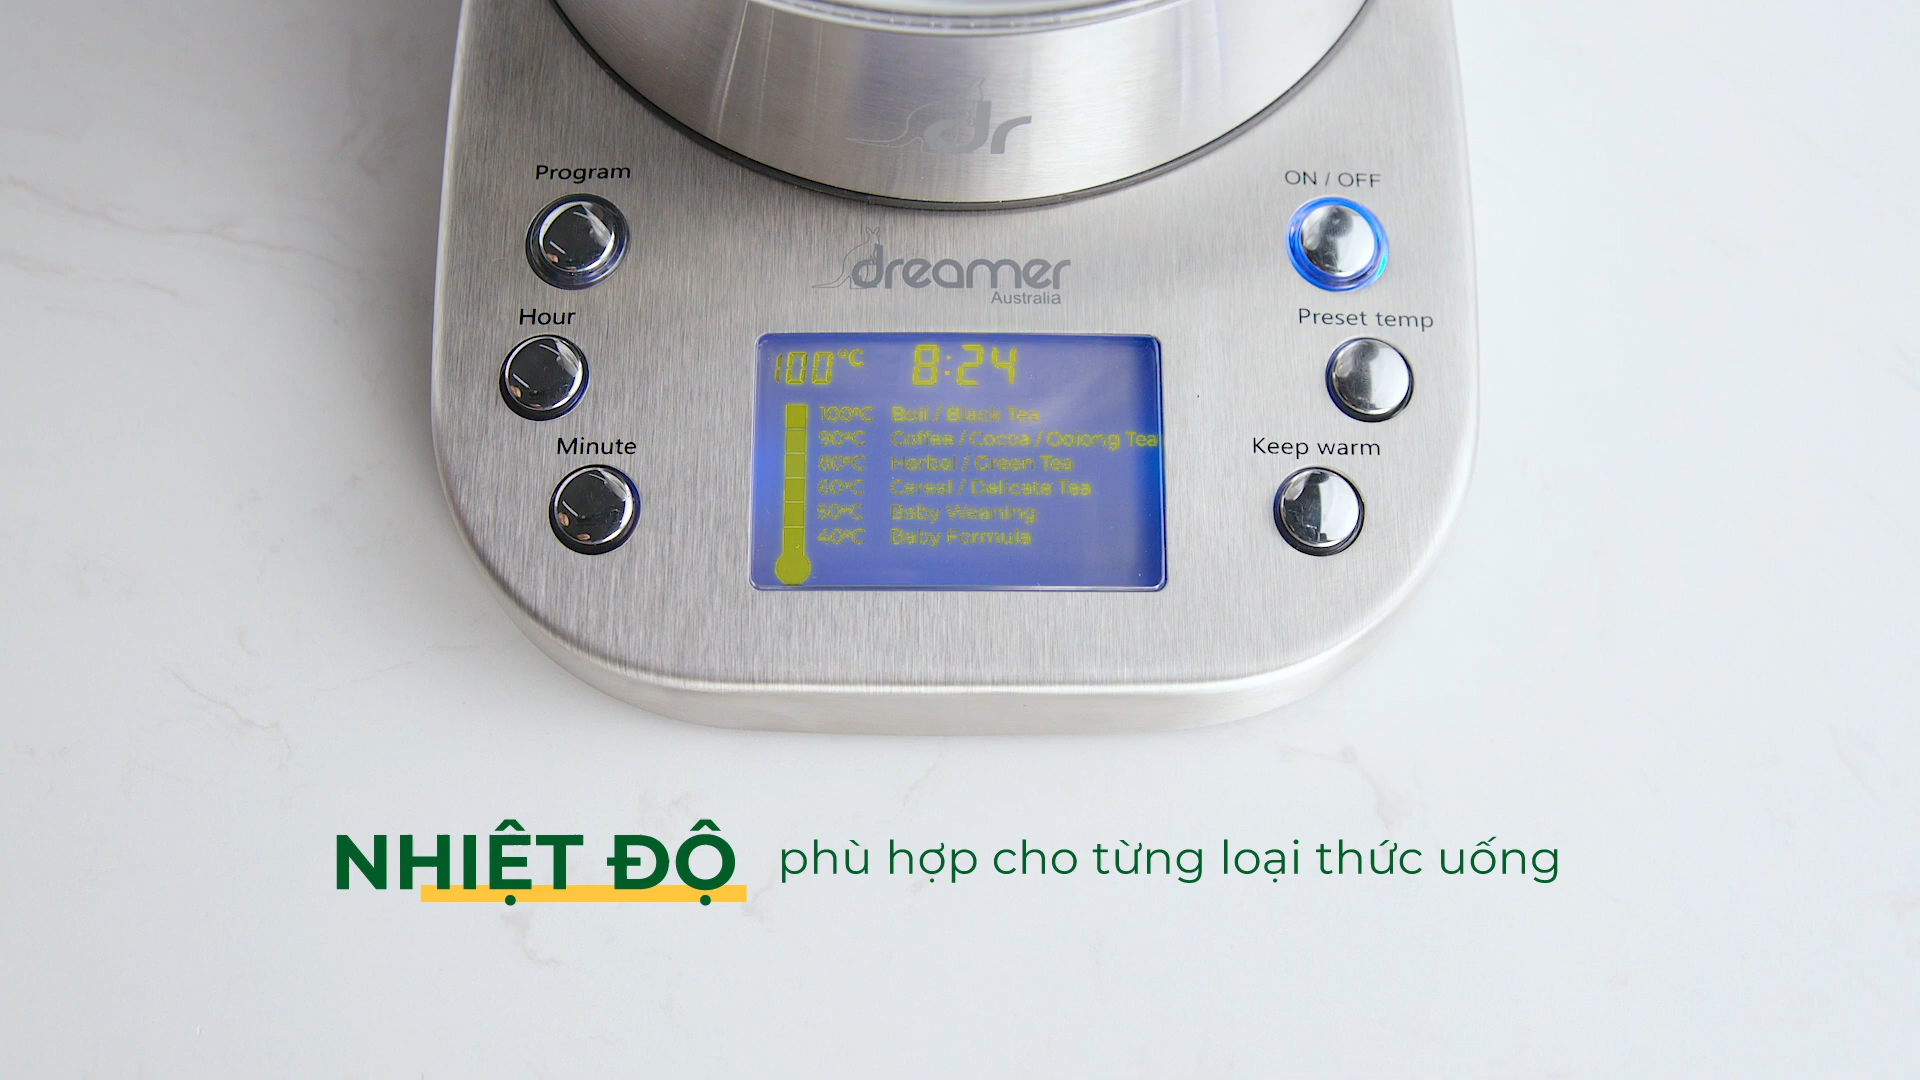 dr
Program
ON / OFF
dreamer
Australia
Hour
Preset temp
100°C 8:24
100°C Boil / Black Tea
90°C Coffee / Cocoa / Oolong Tea
80°C Herbal / Green Tea
60°C Cereal / Delicate Tea
50°C Baby Weaning
40°C Baby Formula
Minute
Keep warm
NHIỆT ĐỘ phù hợp cho từng loại thức uống